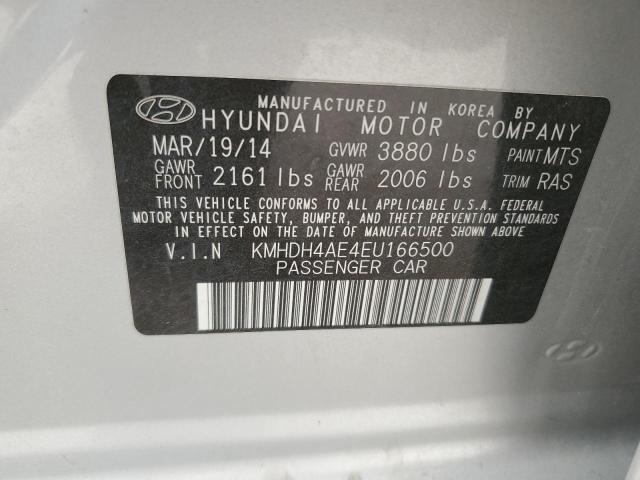 MANUFACTURED IN KOREA BY
HYUNDAI MOTOR COMPANY
MAR/19/14 GVWR 3880 lbs PAINT MTS
GAWR FRONT 2161 lbs GAWR REAR 2006 lbs TRIM RAS
THIS VEHICLE CONFORMS TO ALL APPLICABLE U.S.A. FEDERAL
MOTOR VEHICLE SAFETY, BUMPER, AND THEFT PREVENTION STANDARDS
IN EFFECT ON THE DATE OF MANUFACTURE SHOWN ABOVE
V.I.N KMHDH4AE4EU166500
PASSENGER CAR